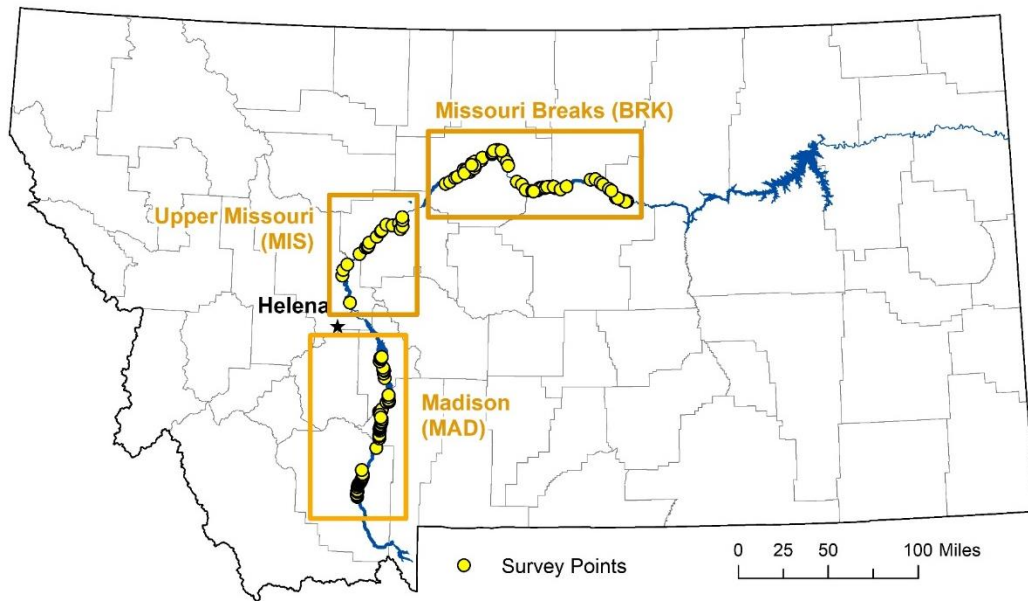 Missouri Breaks (BRK)
Upper Missouri
(MIS)
Helena
Madison
(MAD)
Survey Points
0 25 50 100 Miles